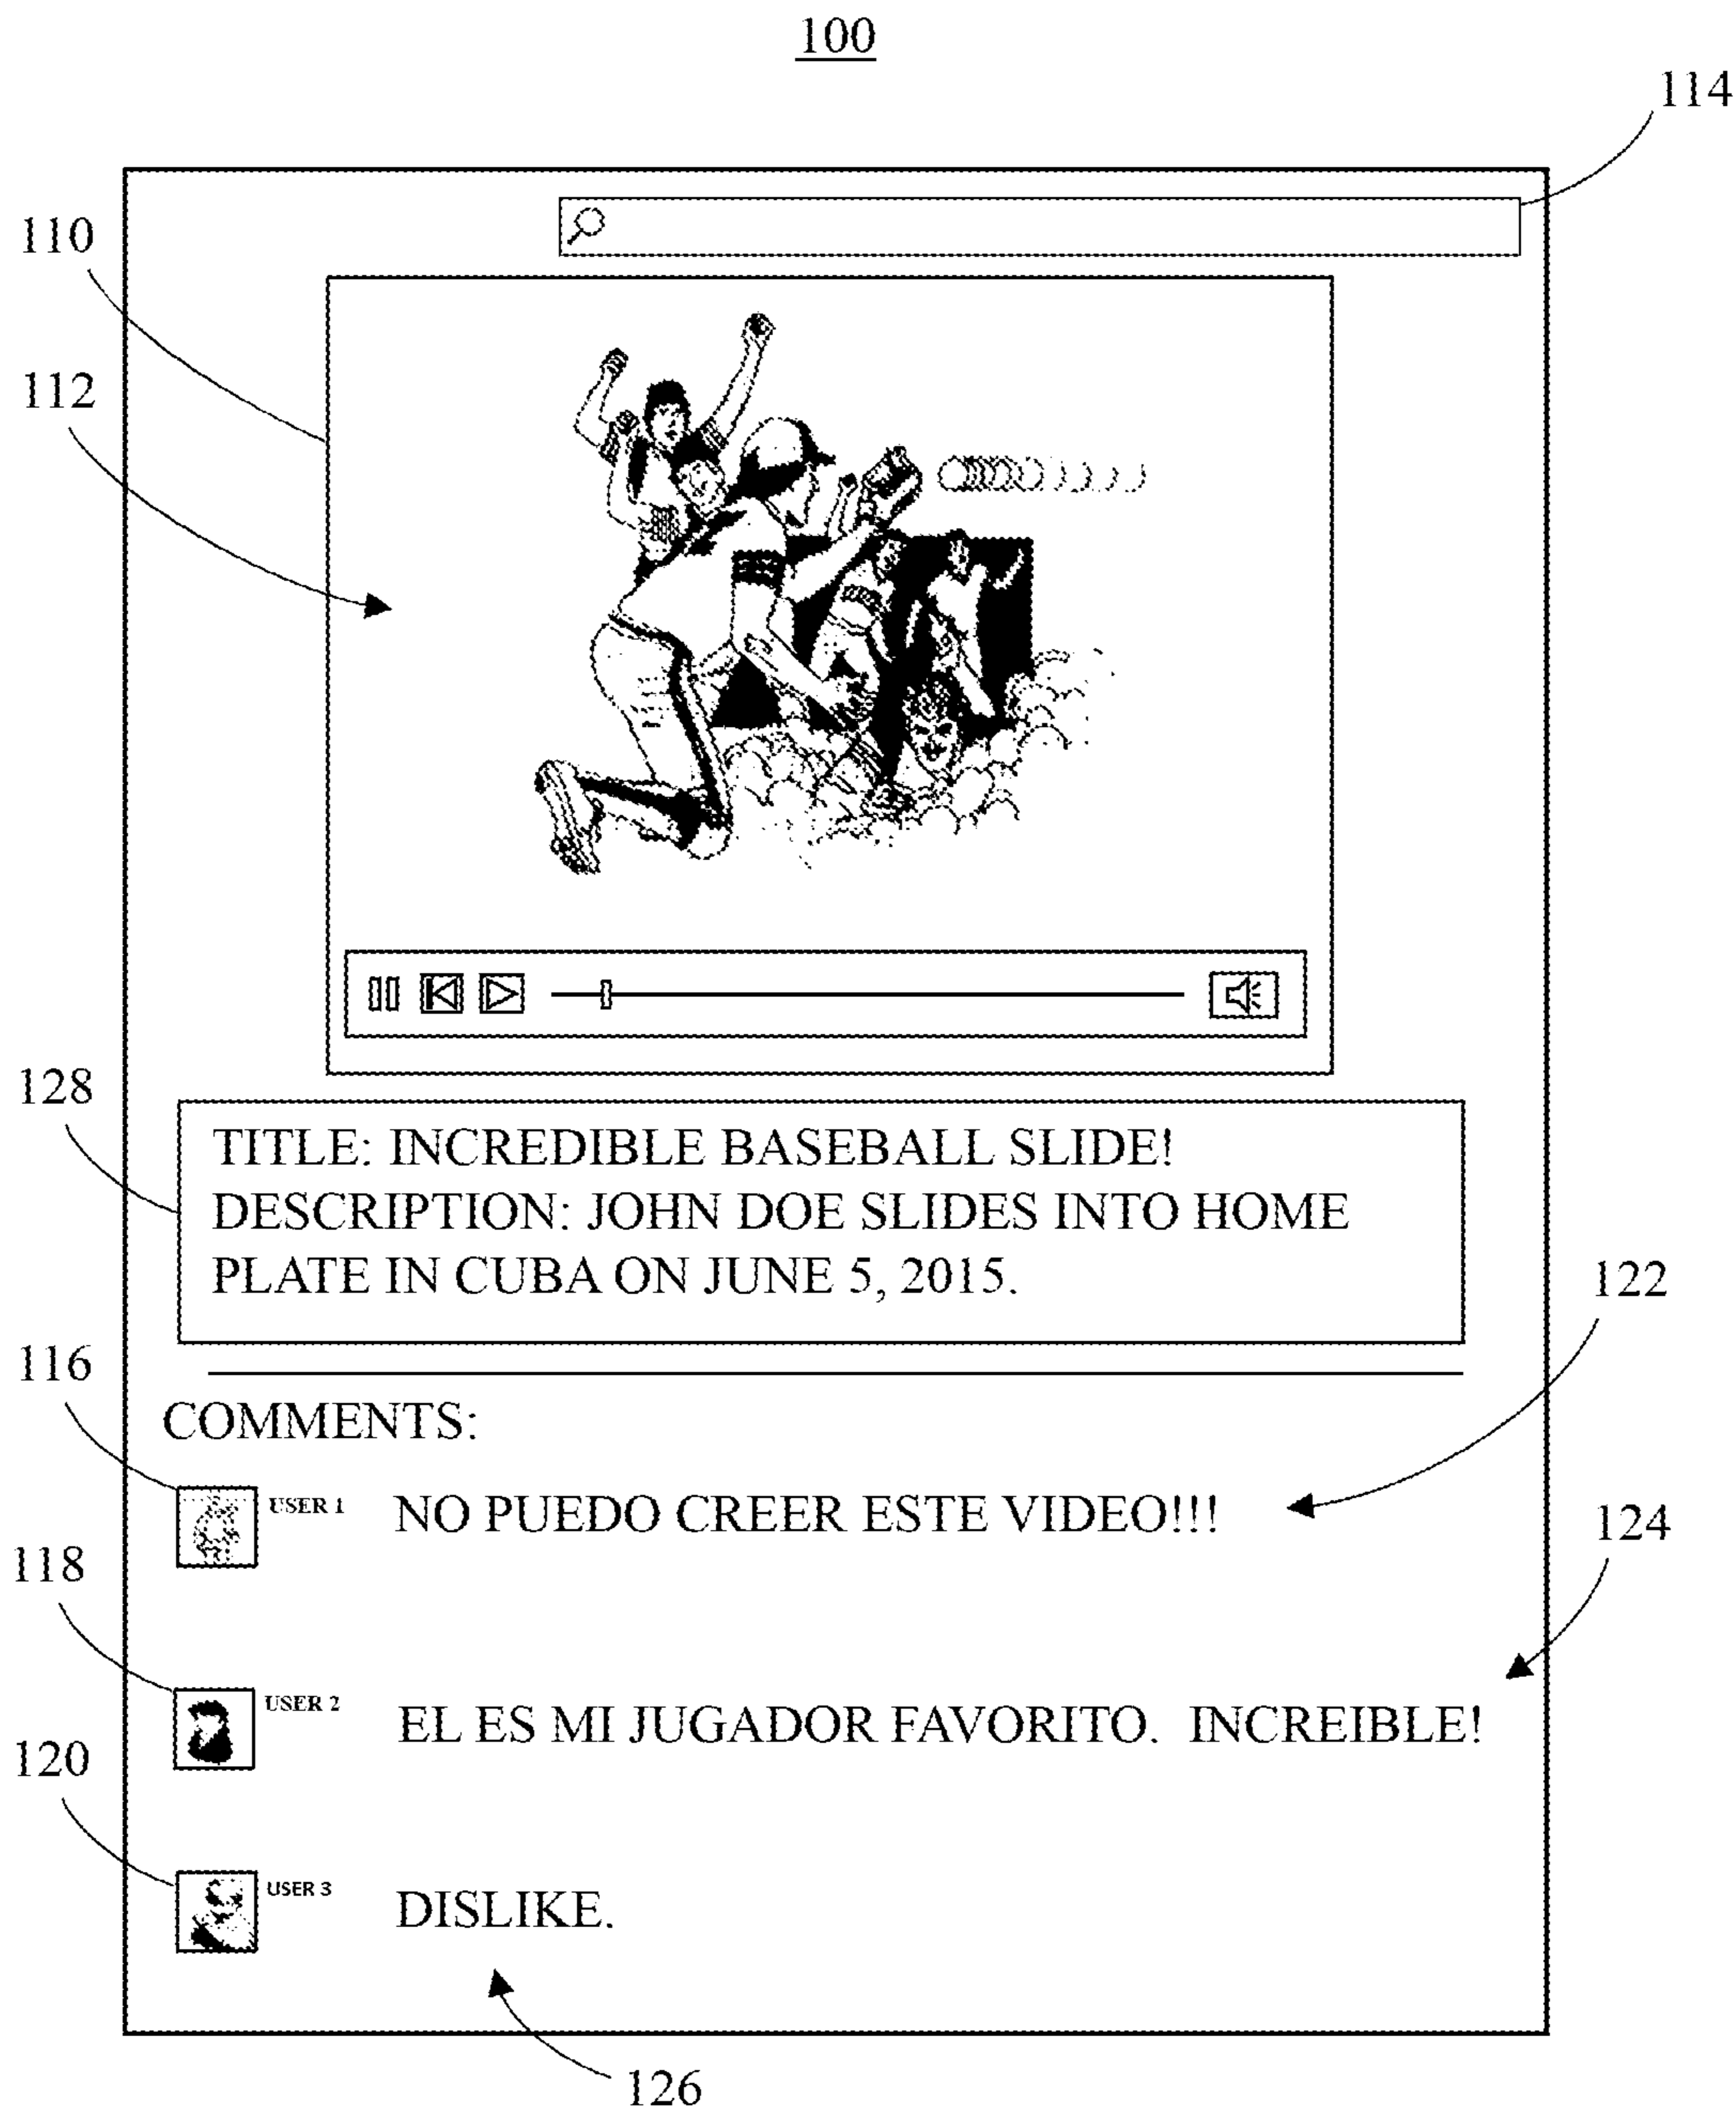 100
114
110
112
128
TITLE: INCREDIBLE BASEBALL SLIDE!
DESCRIPTION: JOHN DOE SLIDES INTO HOME
PLATE IN CUBA ON JUNE 5, 2015.
122
116
COMMENTS:
USER 1 NO PUEDO CREER ESTE VIDEO!!!
124
118
USER 2 EL ES MI JUGADOR FAVORITO. INCREIBLE!
120
USER 3 DISLIKE.
126